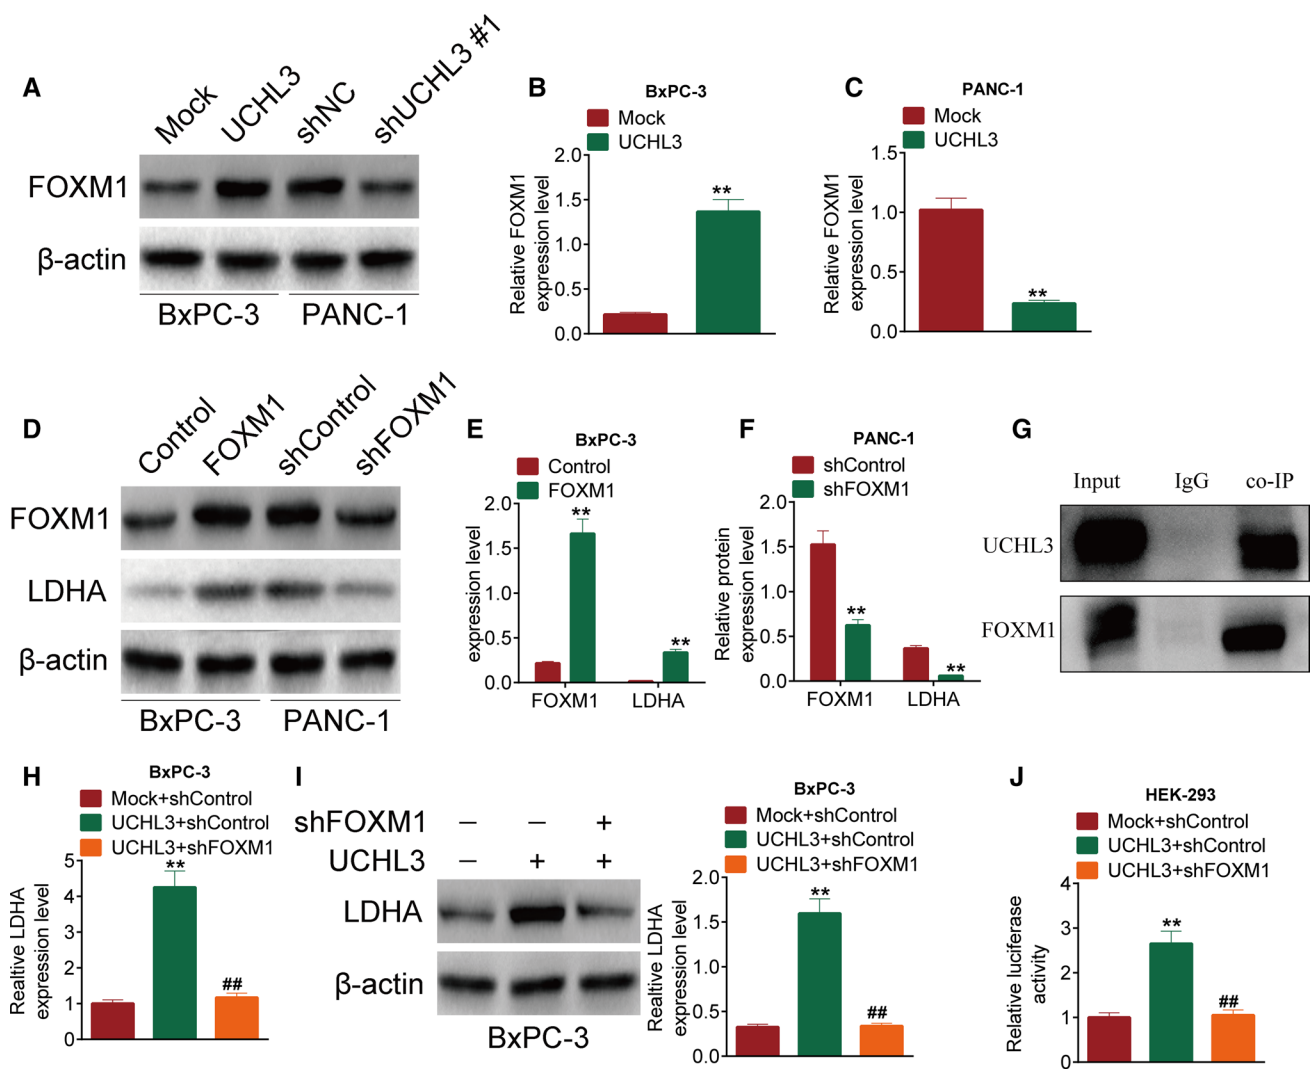 A
Mock
UCHL3
shNC
shUCHL3 #1
FOXM1
β-actin
BxPC-3
PANC-1
B
BxPC-3
Mock
UCHL3
Relative FOXM1
expression level
2.0
1.5
1.0
0.5
0.0
**
C
PANC-1
Mock
UCHL3
Relative FOXM1
expression level
1.5
1.0
0.5
0.0
**
D
Control
FOXM1
shControl
shFOXM1
FOXM1
LDHA
β-actin
BxPC-3
PANC-1
E
BxPC-3
Control
FOXM1
expression level
2.0
1.5
1.0
0.5
0.0
**
**
FOXM1
LDHA
F
PANC-1
shControl
shFOXM1
Relative protein
expression level
2.0
1.5
1.0
0.5
0.0
**
**
FOXM1
LDHA
G
Input
IgG
co-IP
UCHL3
FOXM1
H
BxPC-3
Mock+shControl
UCHL3+shControl
UCHL3+shFOXM1
Realtive LDHA
expression level
5
4
3
2
1
0
**
##
I
shFOXM1 − − +
UCHL3 − + +
LDHA
β-actin
BxPC-3
BxPC-3
Mock+shControl
UCHL3+shControl
UCHL3+shFOXM1
Realtive LDHA
expression level
2.0
1.5
1.0
0.5
0.0
**
##
J
HEK-293
Mock+shControl
UCHL3+shControl
UCHL3+shFOXM1
Relative luciferase
activity
4
3
2
1
0
**
##